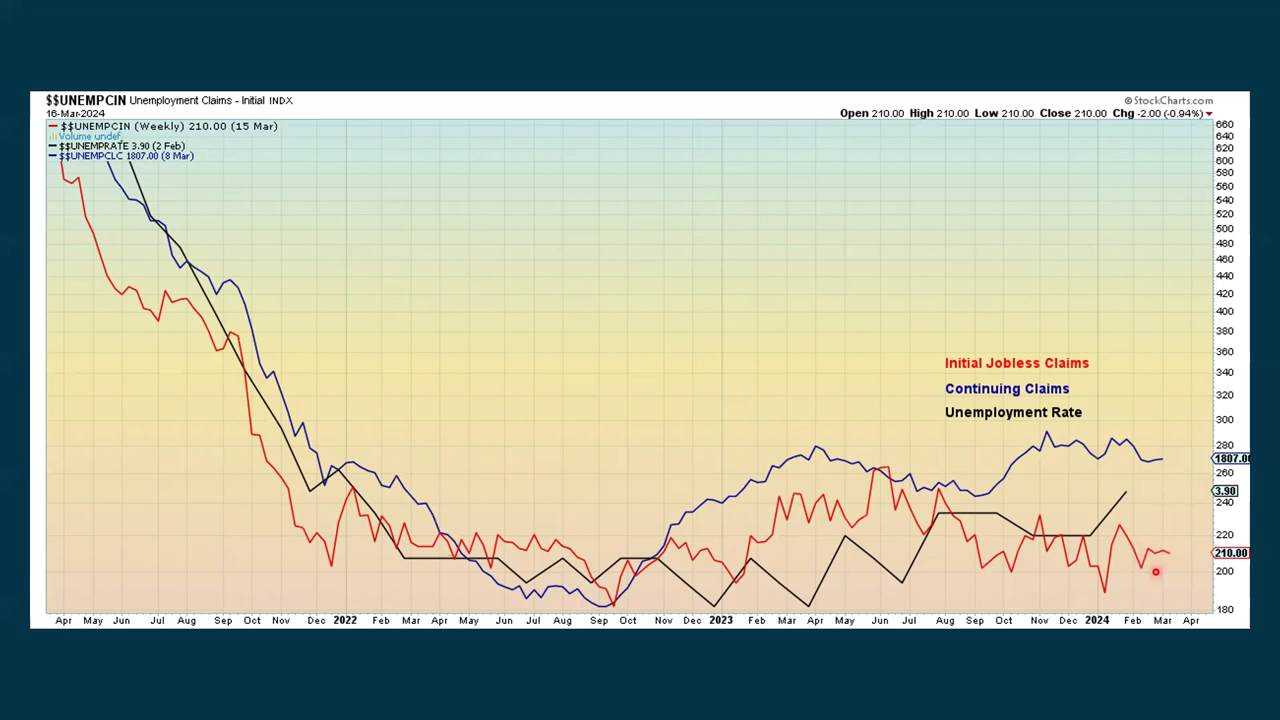 $$UNEMPCIN Unemployment Claims - Initial INDX
© StockCharts.com
16-Mar-2024
Open 210.00 High 210.00 Low 210.00 Close 210.00 Chg -2.00 (-0.94%)
$$UNEMPCIN (Weekly) 210.00 (15 Mar)
Volume undef.
$$UNEMPRATE 3.90 (2 Feb)
$$UNEMPCLC 1807.00 (8 Mar)
660
640
620
600
580
560
540
520
500
480
460
440
420
400
380
360
340
320
300
280
1807.00
260
3.90
240
220
210.00
200
180
Initial Jobless Claims
Continuing Claims
Unemployment Rate
Apr May Jun Jul Aug Sep Oct Nov Dec 2022 Feb Mar Apr May Jun Jul Aug Sep Oct Nov Dec 2023 Feb Mar Apr May Jun Jul Aug Sep Oct Nov Dec 2024 Feb Mar Apr